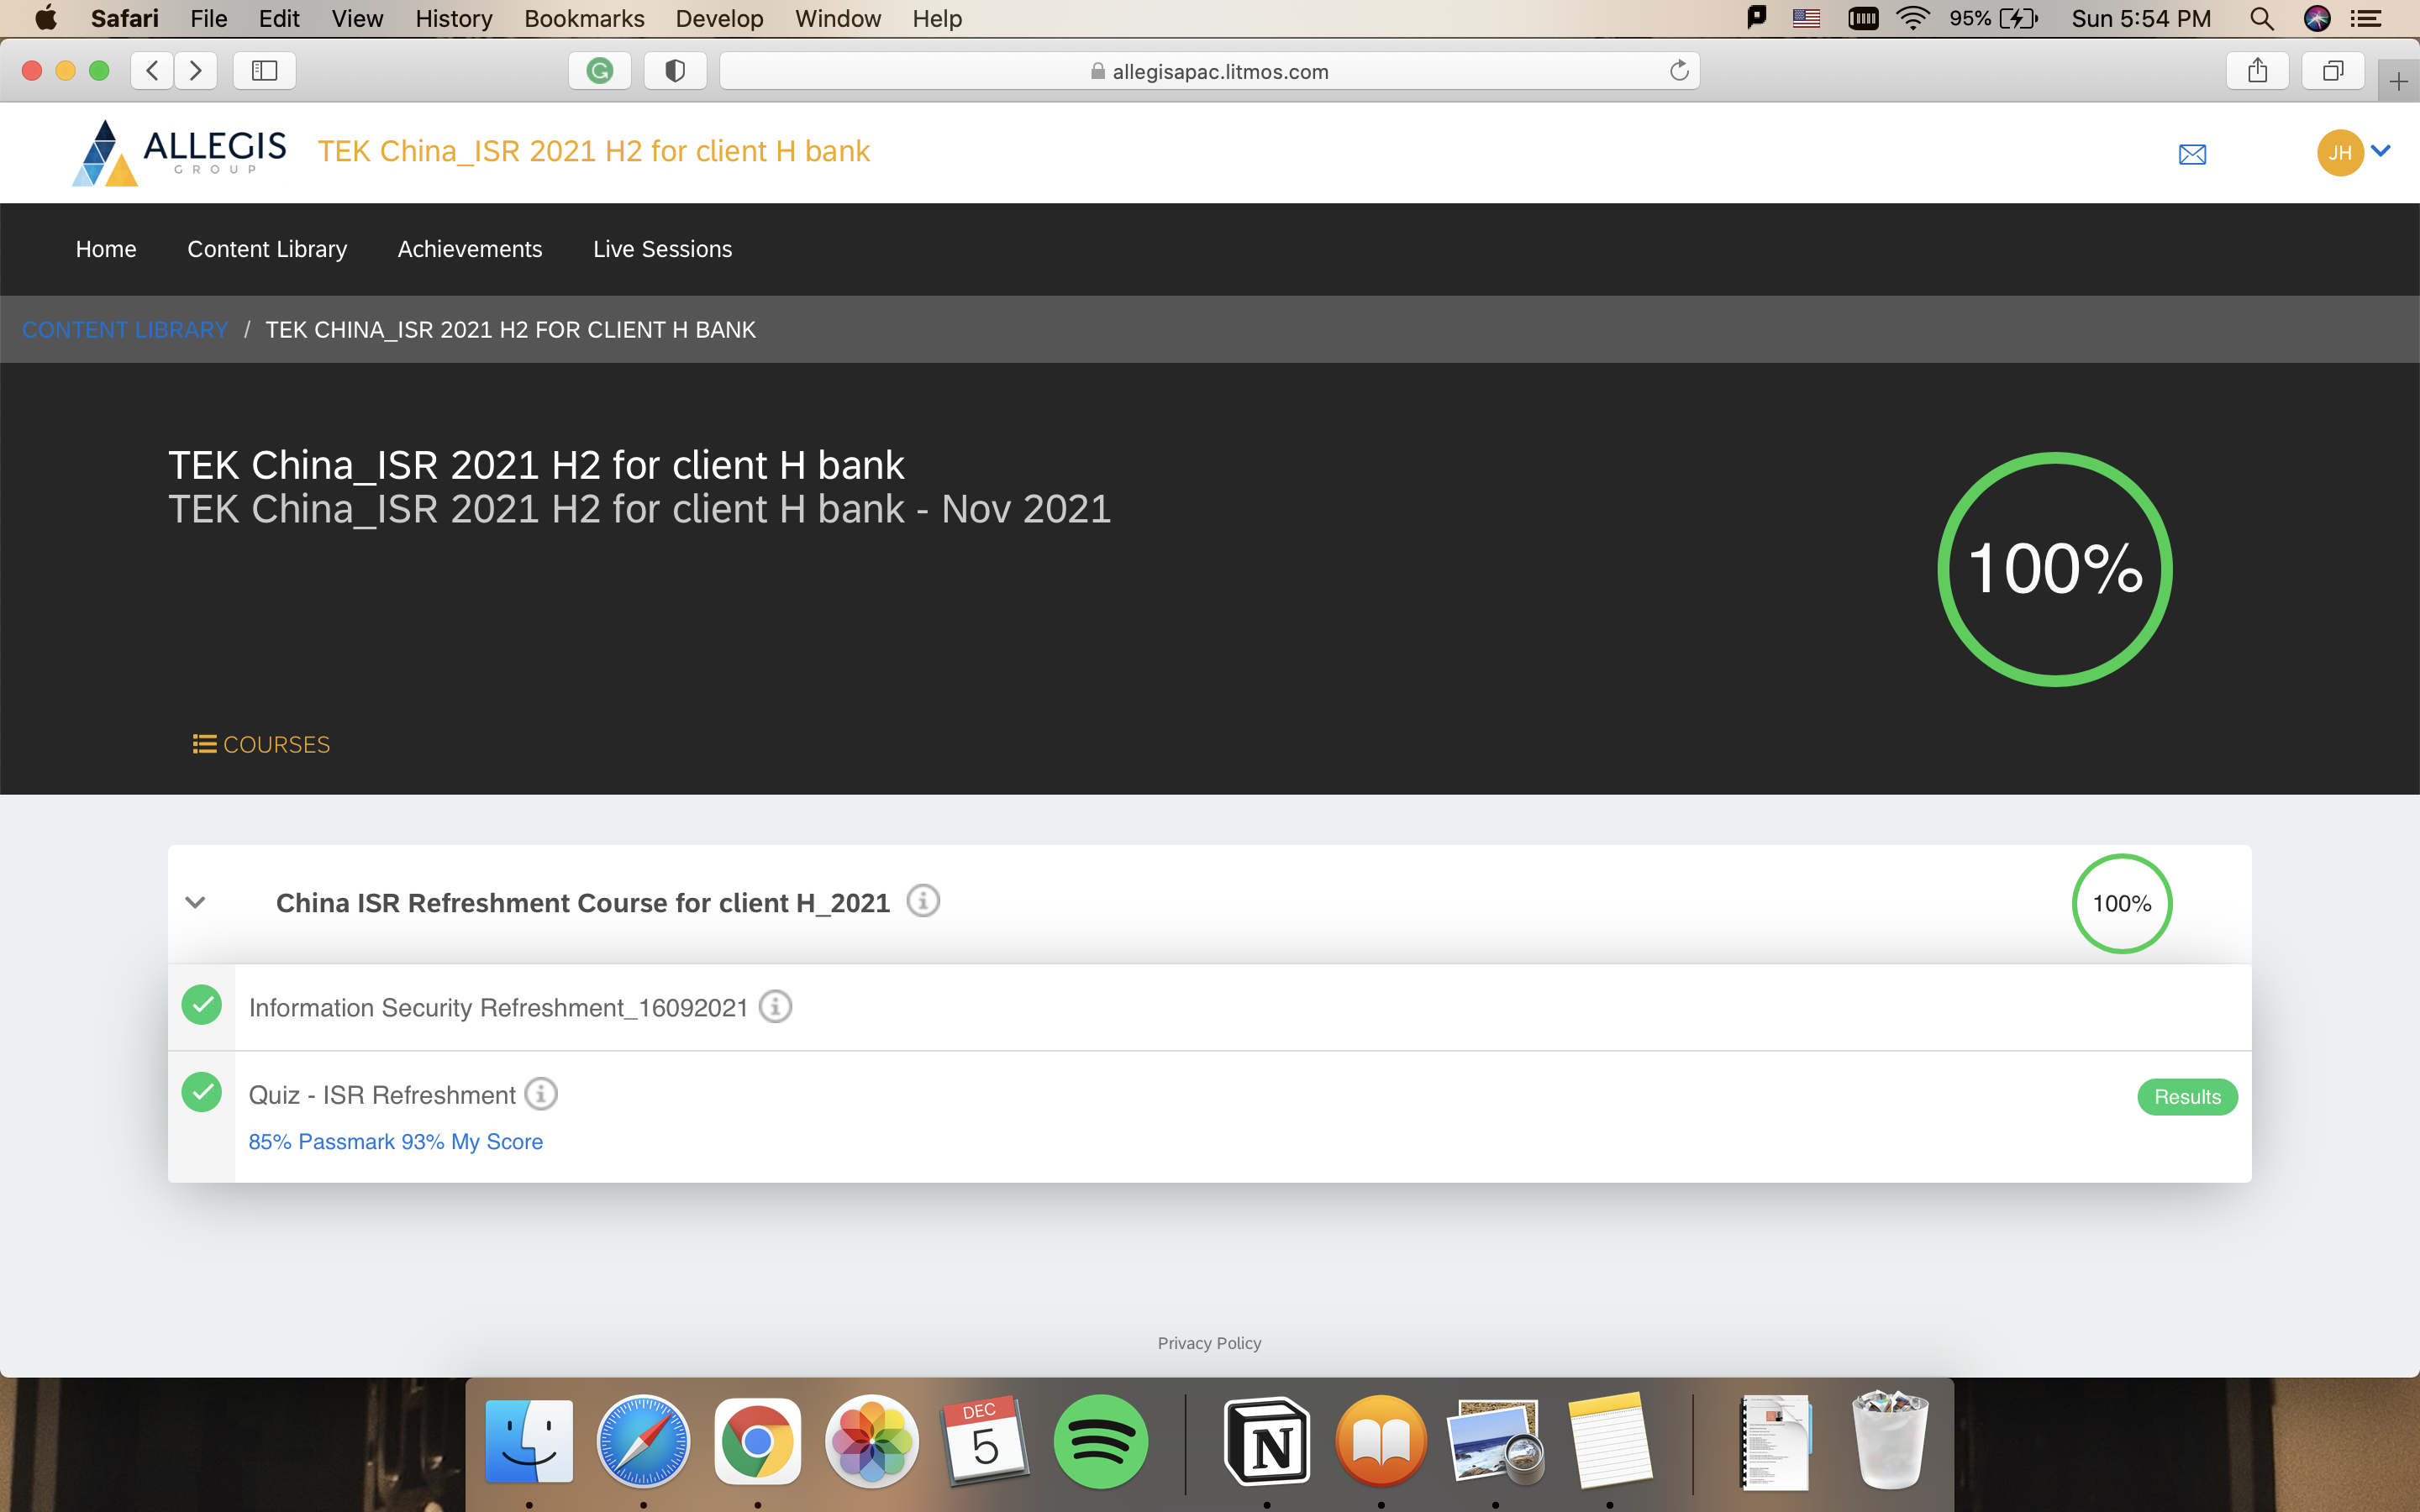 Safari File Edit View History Bookmarks Develop Window Help 95% Sun 5:54 PM
allegisapac.litmos.com
ALLEGIS
GROUP
TEK China_ISR 2021 H2 for client H bank
JH
Home Content Library Achievements Live Sessions
CONTENT LIBRARY / TEK CHINA_ISR 2021 H2 FOR CLIENT H BANK
TEK China_ISR 2021 H2 for client H bank
TEK China_ISR 2021 H2 for client H bank - Nov 2021
100%
COURSES
China ISR Refreshment Course for client H_2021
100%
Information Security Refreshment_16092021
Quiz - ISR Refreshment
Results
85% Passmark 93% My Score
Privacy Policy
DEC
5
N